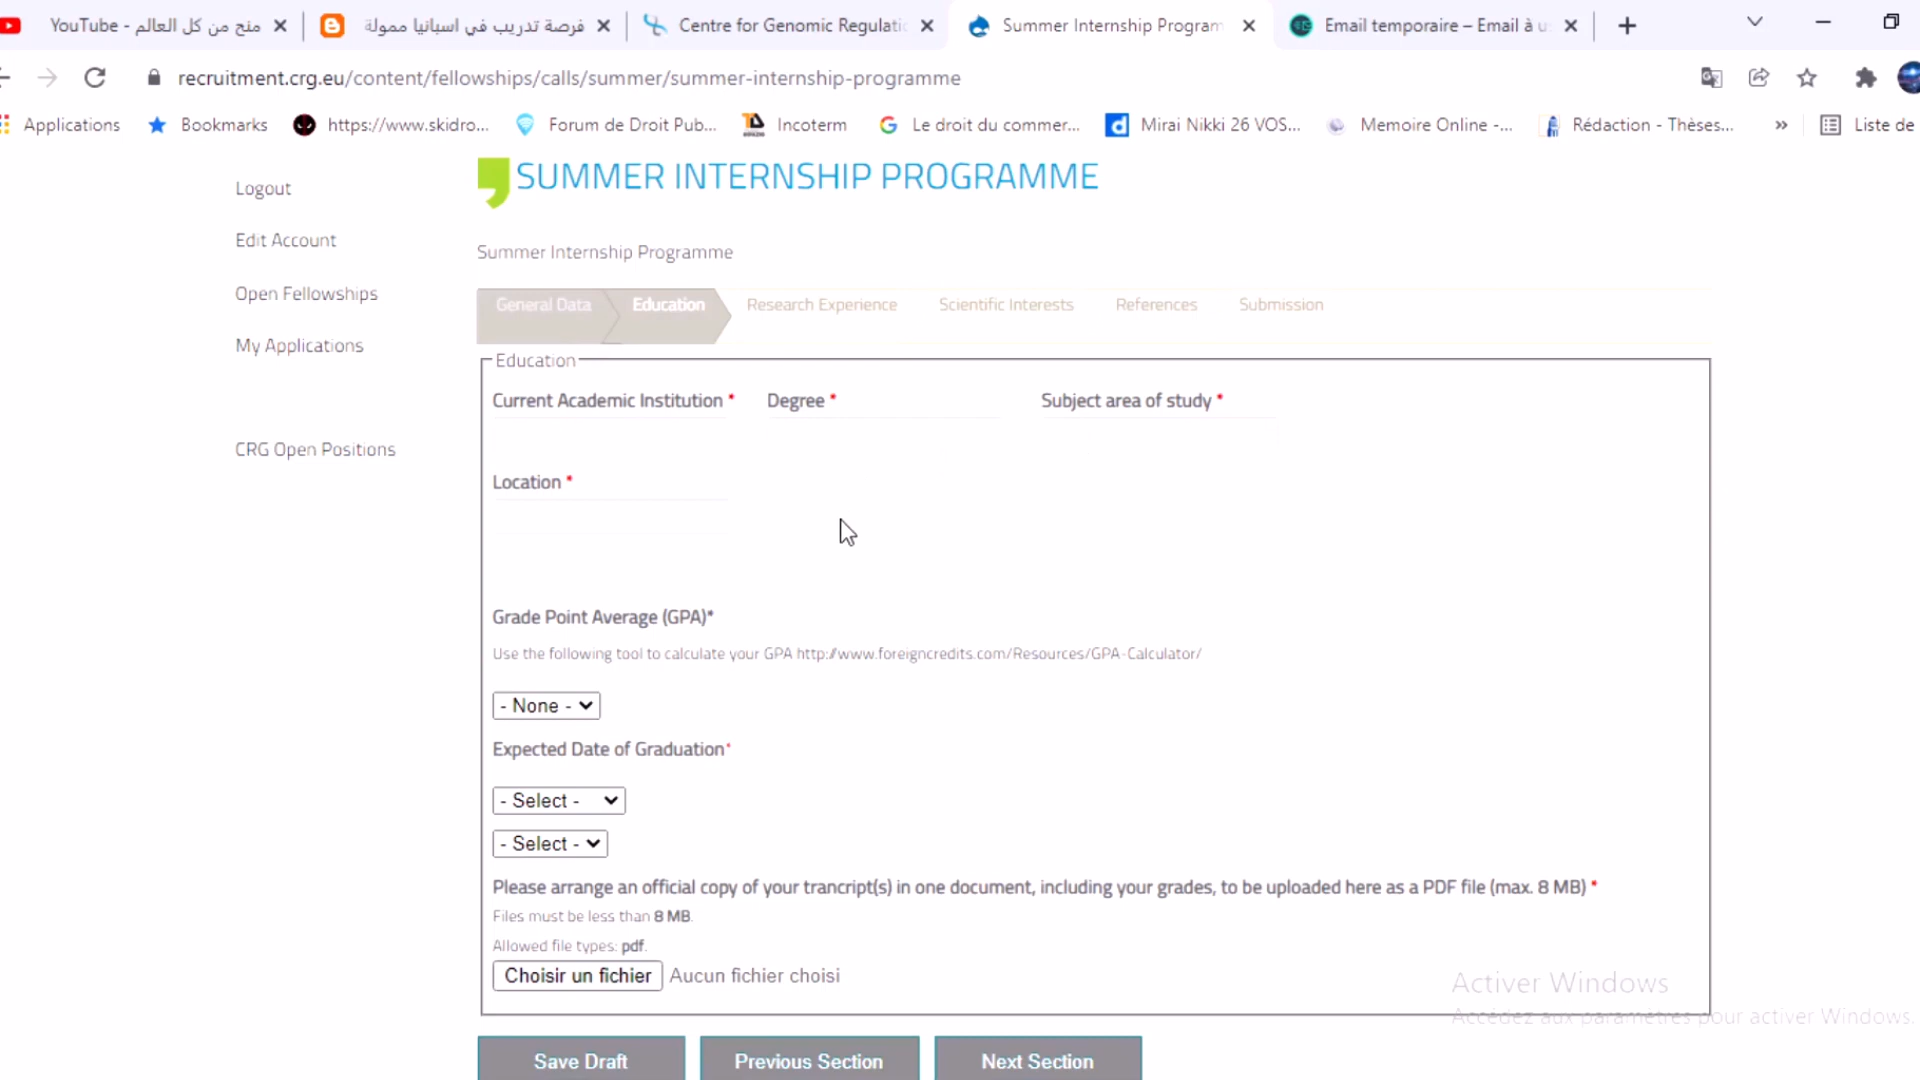 YouTube - منح من كل العالم
فرصة تدريب في اسبانيا ممولة
Centre for Genomic Regulati
Summer Internship Program
Email temporaire – Email à u
recruitment.crg.eu/content/fellowships/calls/summer/summer-internship-programme
Applications
Bookmarks
https://www.skidro...
Forum de Droit Pub...
Incoterm
Le droit du commer...
Mirai Nikki 26 VOS...
Memoire Online -...
Rédaction - Thèses...
»
Liste de
Logout
Edit Account
Open Fellowships
My Applications
CRG Open Positions
SUMMER INTERNSHIP PROGRAMME
Summer Internship Programme
General Data Education Research Experience Scientific Interests References Submission
Education
Current Academic Institution * Degree * Subject area of study *
Location *
Grade Point Average (GPA)*
Use the following tool to calculate your GPA http://www.foreigncredits.com/Resources/GPA-Calculator/
- None -
Expected Date of Graduation*
- Select -
- Select -
Please arrange an official copy of your trancript(s) in one document, including your grades, to be uploaded here as a PDF file (max. 8 MB) *
Files must be less than 8 MB.
Allowed file types: pdf.
Choisir un fichier Aucun fichier choisi
Activer Windows
Accédez aux paramètres pour activer Windows.
Save Draft Previous Section Next Section